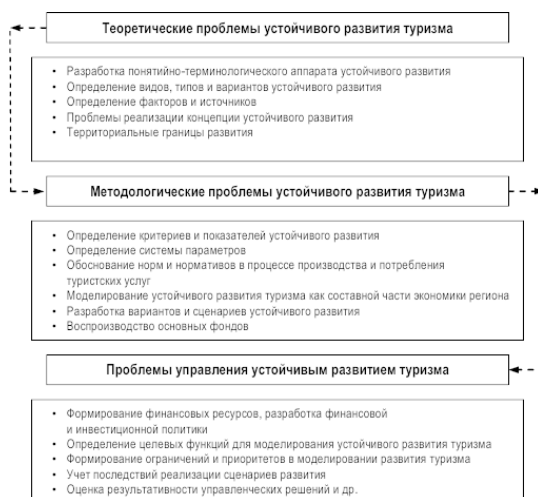 Теоретические проблемы устойчивого развития туризма
• Разработка понятийно-терминологического аппарата устойчивого развития
• Определение видов, типов и вариантов устойчивого развития
• Определение факторов и источников
• Проблемы реализации концепции устойчивого развития
• Территориальные границы развития
Методологические проблемы устойчивого развития туризма
• Определение критериев и показателей устойчивого развития
• Определение системы параметров
• Обоснование норм и нормативов в процессе производства и потребления
туристских услуг
• Моделирование устойчивого развития туризма как составной части экономики региона
• Разработка вариантов и сценариев устойчивого развития
• Воспроизводство основных фондов
Проблемы управления устойчивым развитием туризма
• Формирование финансовых ресурсов, разработка финансовой
и инвестиционной политики
• Определение целевых функций для моделирования устойчивого развития туризма
• Формирование ограничений и приоритетов в моделировании развития туризма
• Учет последствий реализации сценариев развития
• Оценка результативности управленческих решений и др.